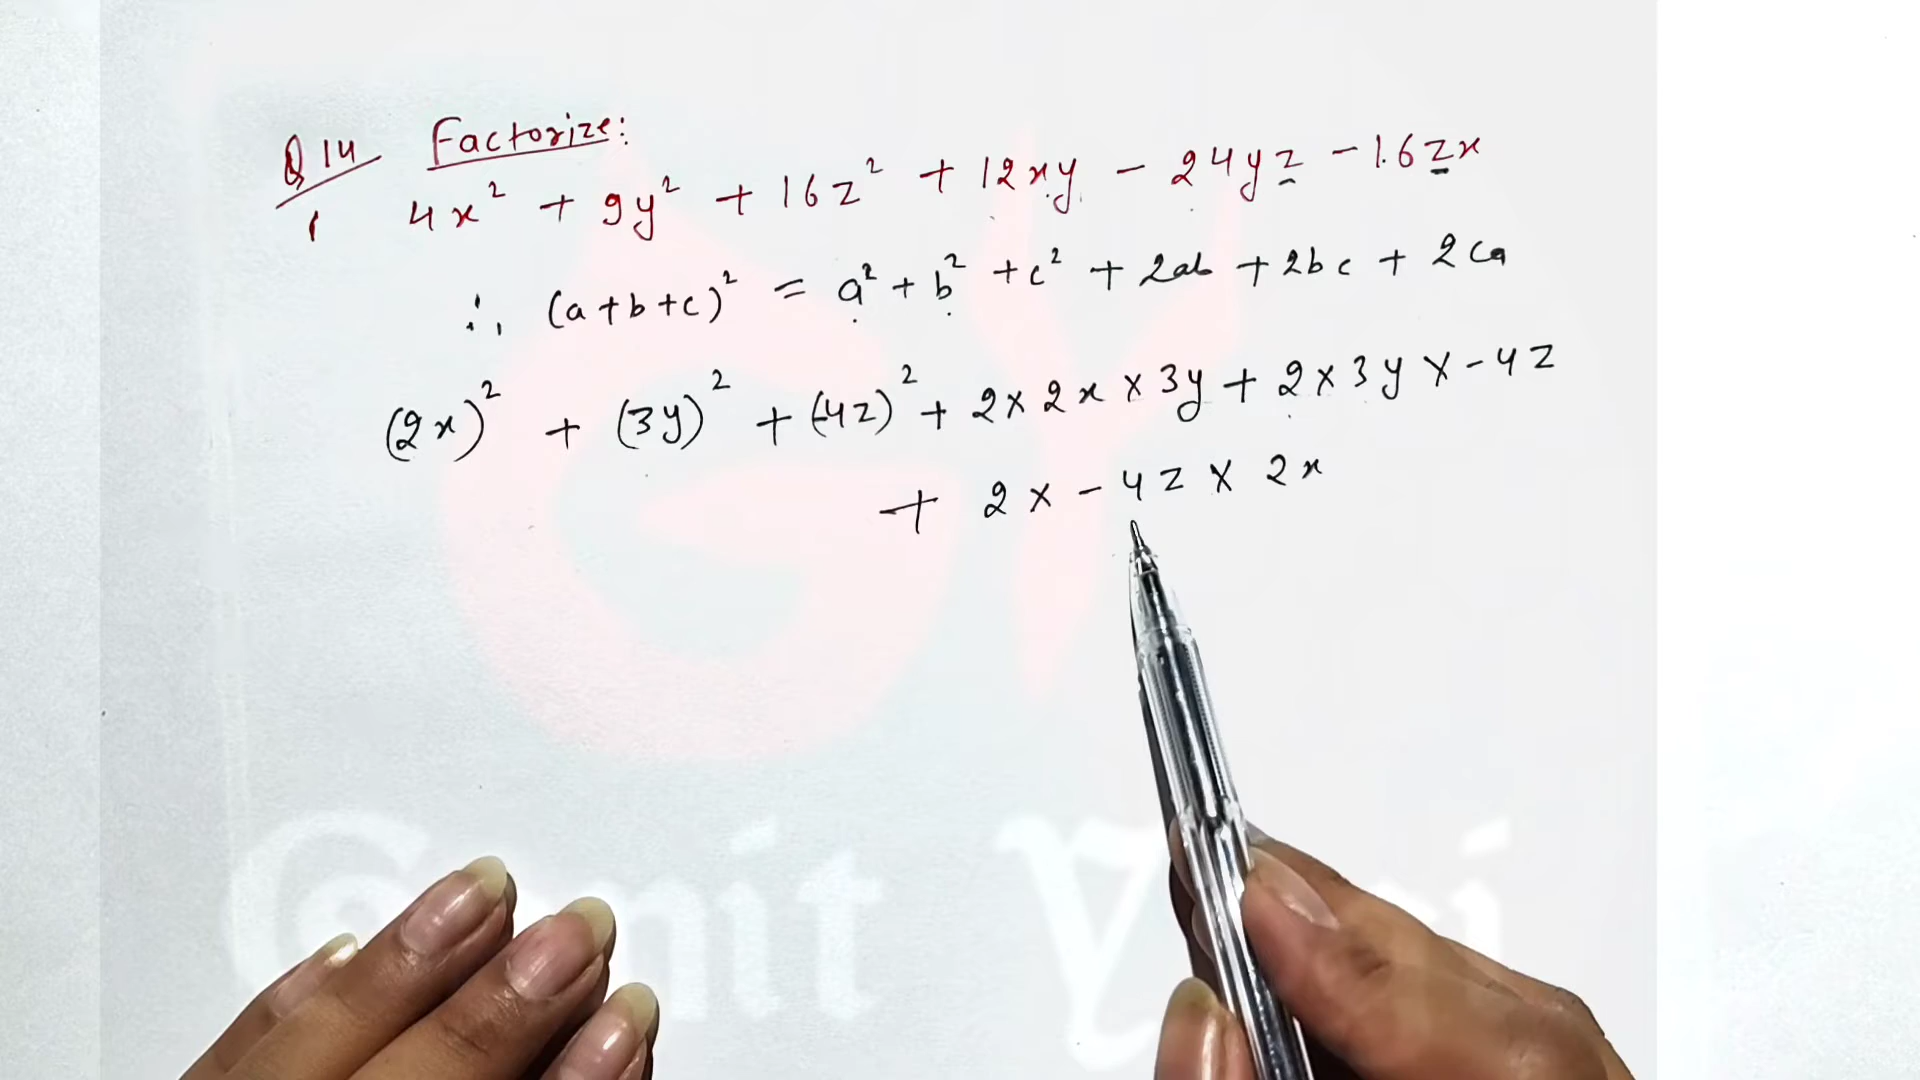 Q14 Factorize:
1 4x² + 9y² + 16z² + 12xy - 24yz - 16zx
∴, (a+b+c)² = a² + b² + c² + 2ab + 2bc + 2ca
(2x)² + (3y)² + (-4z)² + 2×2x×3y + 2×3y×-4z
+ 2×-4z×2x